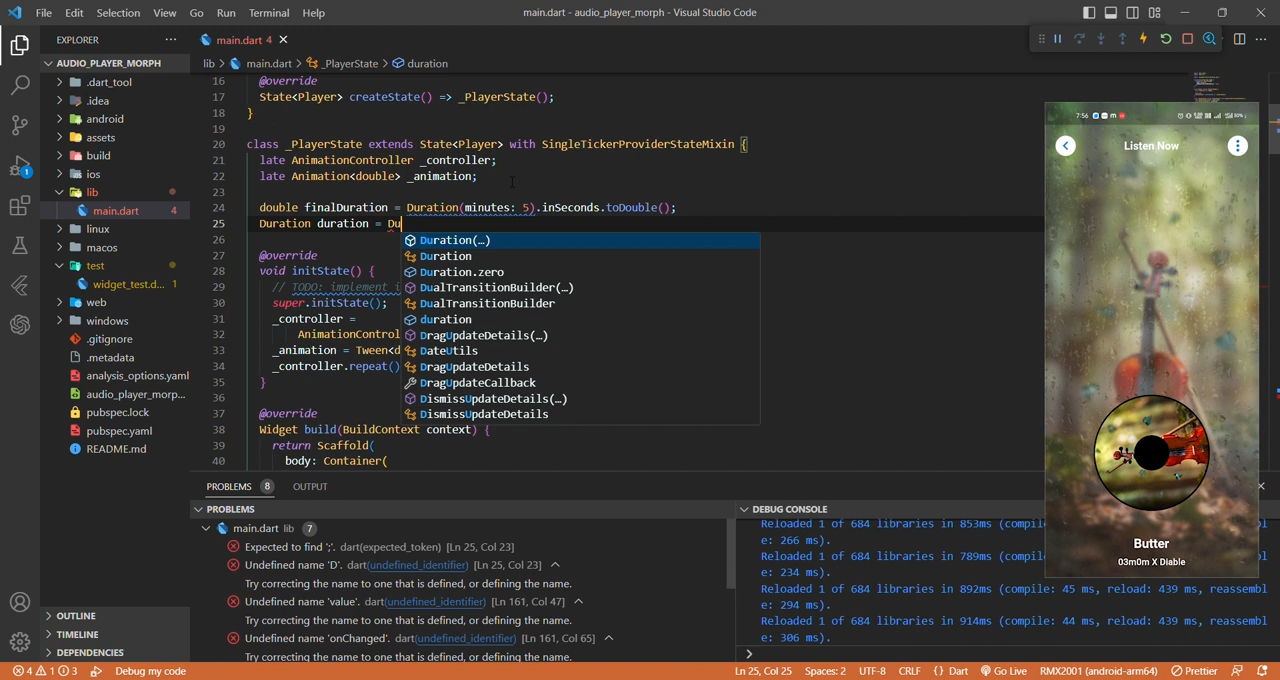 File Edit Selection View Go Run Terminal Help
main.dart - audio_player_morph - Visual Studio Code
EXPLORER
AUDIO_PLAYER_MORPH
.dart_tool
.idea
android
assets
build
ios
lib
main.dart 4
linux
macos
test
widget_test.d... 1
web
windows
.gitignore
.metadata
analysis_options.yaml
audio_player_morp...
pubspec.lock
pubspec.yaml
README.md
OUTLINE
TIMELINE
DEPENDENCIES
1
main.dart 4
lib > main.dart > _PlayerState > duration
16 @override
17 State<Player> createState() => _PlayerState();
18 }
19
20 class _PlayerState extends State<Player> with SingleTickerProviderStateMixin {
21 late AnimationController _controller;
22 late Animation<double> _animation;
23
24 double finalDuration = Duration(minutes: 5).inSeconds.toDouble();
25 Duration duration = Du
26
27 @override
28 void initState() {
29 // TODO: implement i
30 super.initState();
31 _controller =
32 AnimationControl
33 _animation = Tween<d
34 _controller.repeat()
35 }
36
37 @override
38 Widget build(BuildContext context) {
39 return Scaffold(
40 body: Container(
Duration(…)
Duration
Duration.zero
DualTransitionBuilder(…)
DualTransitionBuilder
duration
DragUpdateDetails(…)
DateUtils
DragUpdateDetails
DragUpdateCallback
DismissUpdateDetails(…)
DismissUpdateDetails
PROBLEMS 8 OUTPUT
PROBLEMS
main.dart lib 7
Expected to find ';'. dart(expected_token) [Ln 25, Col 23]
Undefined name 'D'. dart(undefined_identifier) [Ln 25, Col 23]
Try correcting the name to one that is defined, or defining the name.
Undefined name 'value'. dart(undefined_identifier) [Ln 161, Col 47]
Try correcting the name to one that is defined, or defining the name.
Undefined name 'onChanged'. dart(undefined_identifier) [Ln 161, Col 65]
Try correcting the name to one that is defined, or defining the name.
DEBUG CONSOLE
Reloaded 1 of 684 libraries in 853ms (compil
e: 266 ms).
Reloaded 1 of 684 libraries in 789ms (compil
e: 234 ms).
Reloaded 1 of 684 libraries in 892ms (compile: 45 ms, reload: 439 ms, reassembl
e: 294 ms).
Reloaded 1 of 684 libraries in 914ms (compile: 44 ms, reload: 439 ms, reassembl
e: 306 ms).
7:56
Listen Now
Butter
03m0m X Diable
4 1 3 Debug my code
Ln 25, Col 25 Spaces: 2 UTF-8 CRLF {} Dart Go Live RMX2001 (android-arm64) Prettier